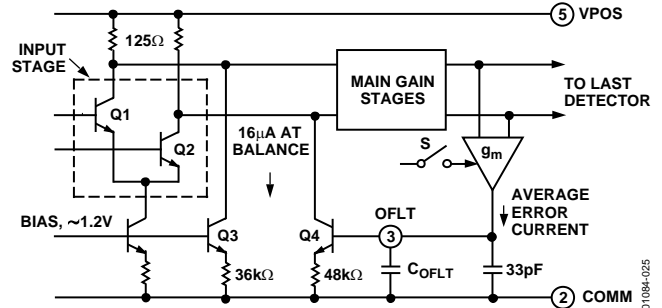 5 VPOS
125Ω
INPUT
STAGE
MAIN GAIN
STAGES
TO LAST
DETECTOR
Q1
Q2
16μA AT
BALANCE
S
gm
AVERAGE
ERROR
CURRENT
BIAS, ~1.2V
Q3
Q4
OFLT
3
36kΩ
48kΩ
COFLT
33pF
2 COMM
01084-025